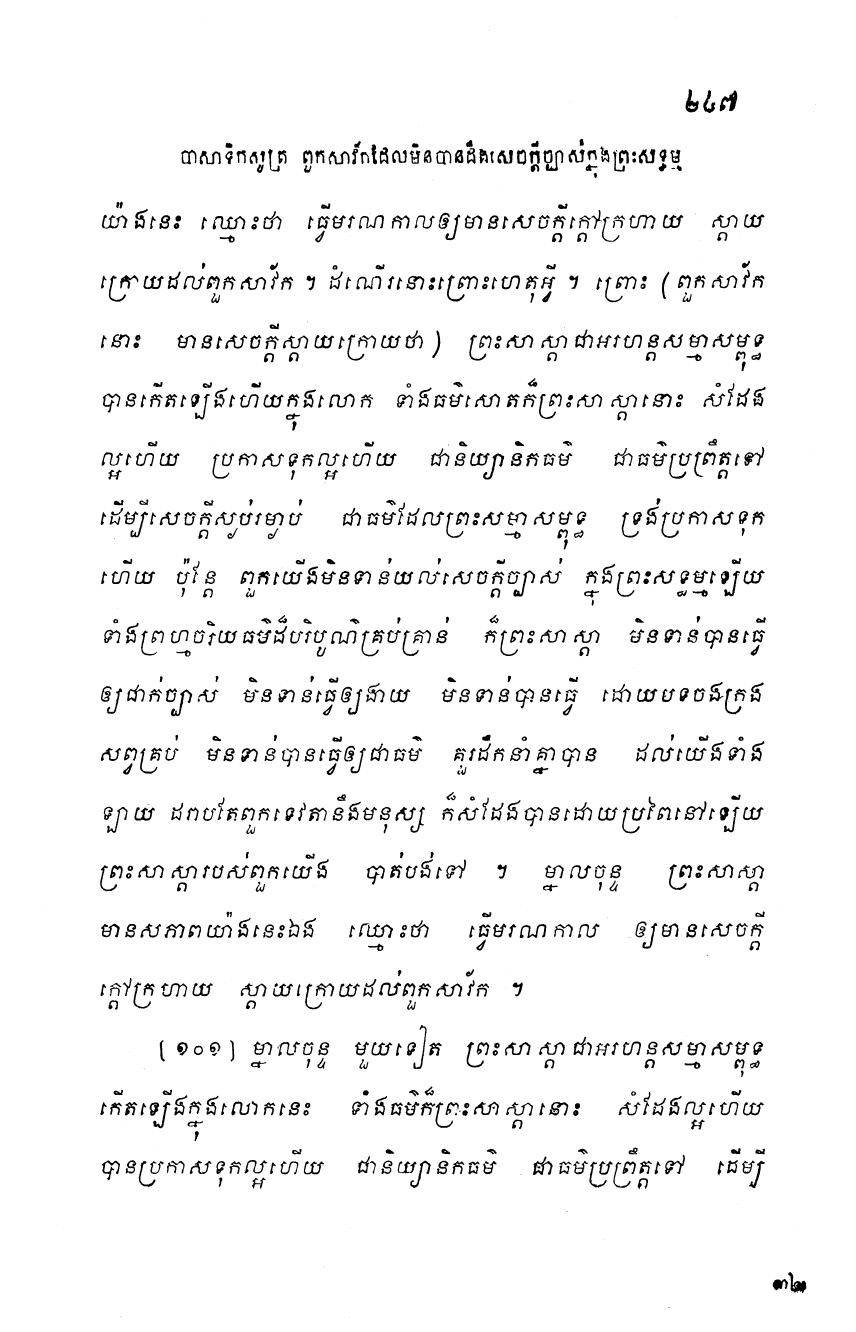 ២៤៧
បាសាទិកសូត្រ ពួកសាវ័កដែលមិនបានដឹងសេចក្តីច្បាស់ក្នុងព្រះសទ្ធម្ម
យ៉ាងនេះ ឈ្មោះថា ធ្វើមរណកាលឲ្យមានសេចក្តីក្តៅក្រហាយ ស្តាយ
ក្រោយដល់ពួកសាវ័ក ។ ដំណើរនោះព្រោះហេតុអ្វី ។ ព្រោះ (ពួកសាវ័ក
នោះ មានសេចក្តីស្តាយក្រោយថា) ព្រះសាស្តាជាអរហន្តសម្មាសម្ពុទ្ធ
បានកើតឡើងហើយក្នុងលោក ទាំងធម៌សោតក៏ព្រះសាស្តានោះ សំដែង
ល្អហើយ ប្រកាសទុកល្អហើយ ជានិយ្យានិកធម៌ ជាធម៌ប្រព្រឹត្តទៅ
ដើម្បីសេចក្តីស្ងប់រម្ងាប់ ជាធម៌ដែលព្រះសម្មាសម្ពុទ្ធ ទ្រង់ប្រកាសទុក
ហើយ ប៉ុន្តែ ពួកយើងមិនទាន់យល់សេចក្តីច្បាស់ ក្នុងព្រះសទ្ធម្មឡើយ
ទាំងព្រហ្មចរិយធម៌ដ៏បរិបូណ៌គ្រប់គ្រាន់ ក៏ព្រះសាស្តា មិនទាន់បានធ្វើ
ឲ្យជាក់ច្បាស់ មិនទាន់ធ្វើឲ្យងាយ មិនទាន់បានធ្វើ ដោយបទចងក្រង
សព្វគ្រប់ មិនទាន់បានធ្វើឲ្យជាធម៌ គួរដឹកនាំគ្នាបាន ដល់យើងទាំង
ឡាយ ដរាបតែពួកទេវតានឹងមនុស្ស ក៏សំដែងបានដោយប្រពៃនៅឡើយ
ព្រះសាស្តារបស់ពួកយើង បាត់បង់ទៅ ។ ម្នាលចុន្ទ ព្រះសាស្តា
មានសភាពយ៉ាងនេះឯង ឈ្មោះថា ធ្វើមរណកាល ឲ្យមានសេចក្តី
ក្តៅក្រហាយ ស្តាយក្រោយដល់ពួកសាវ័ក ។
[១០១] ម្នាលចុន្ទ មួយទៀត ព្រះសាស្តាជាអរហន្តសម្មាសម្ពុទ្ធ
កើតឡើងក្នុងលោកនេះ ទាំងធម៌ក៏ព្រះសាស្តានោះ សំដែងល្អហើយ
បានប្រកាសទុកល្អហើយ ជានិយ្យានិកធម៌ ជាធម៌ប្រព្រឹត្តទៅ ដើម្បី
៣២